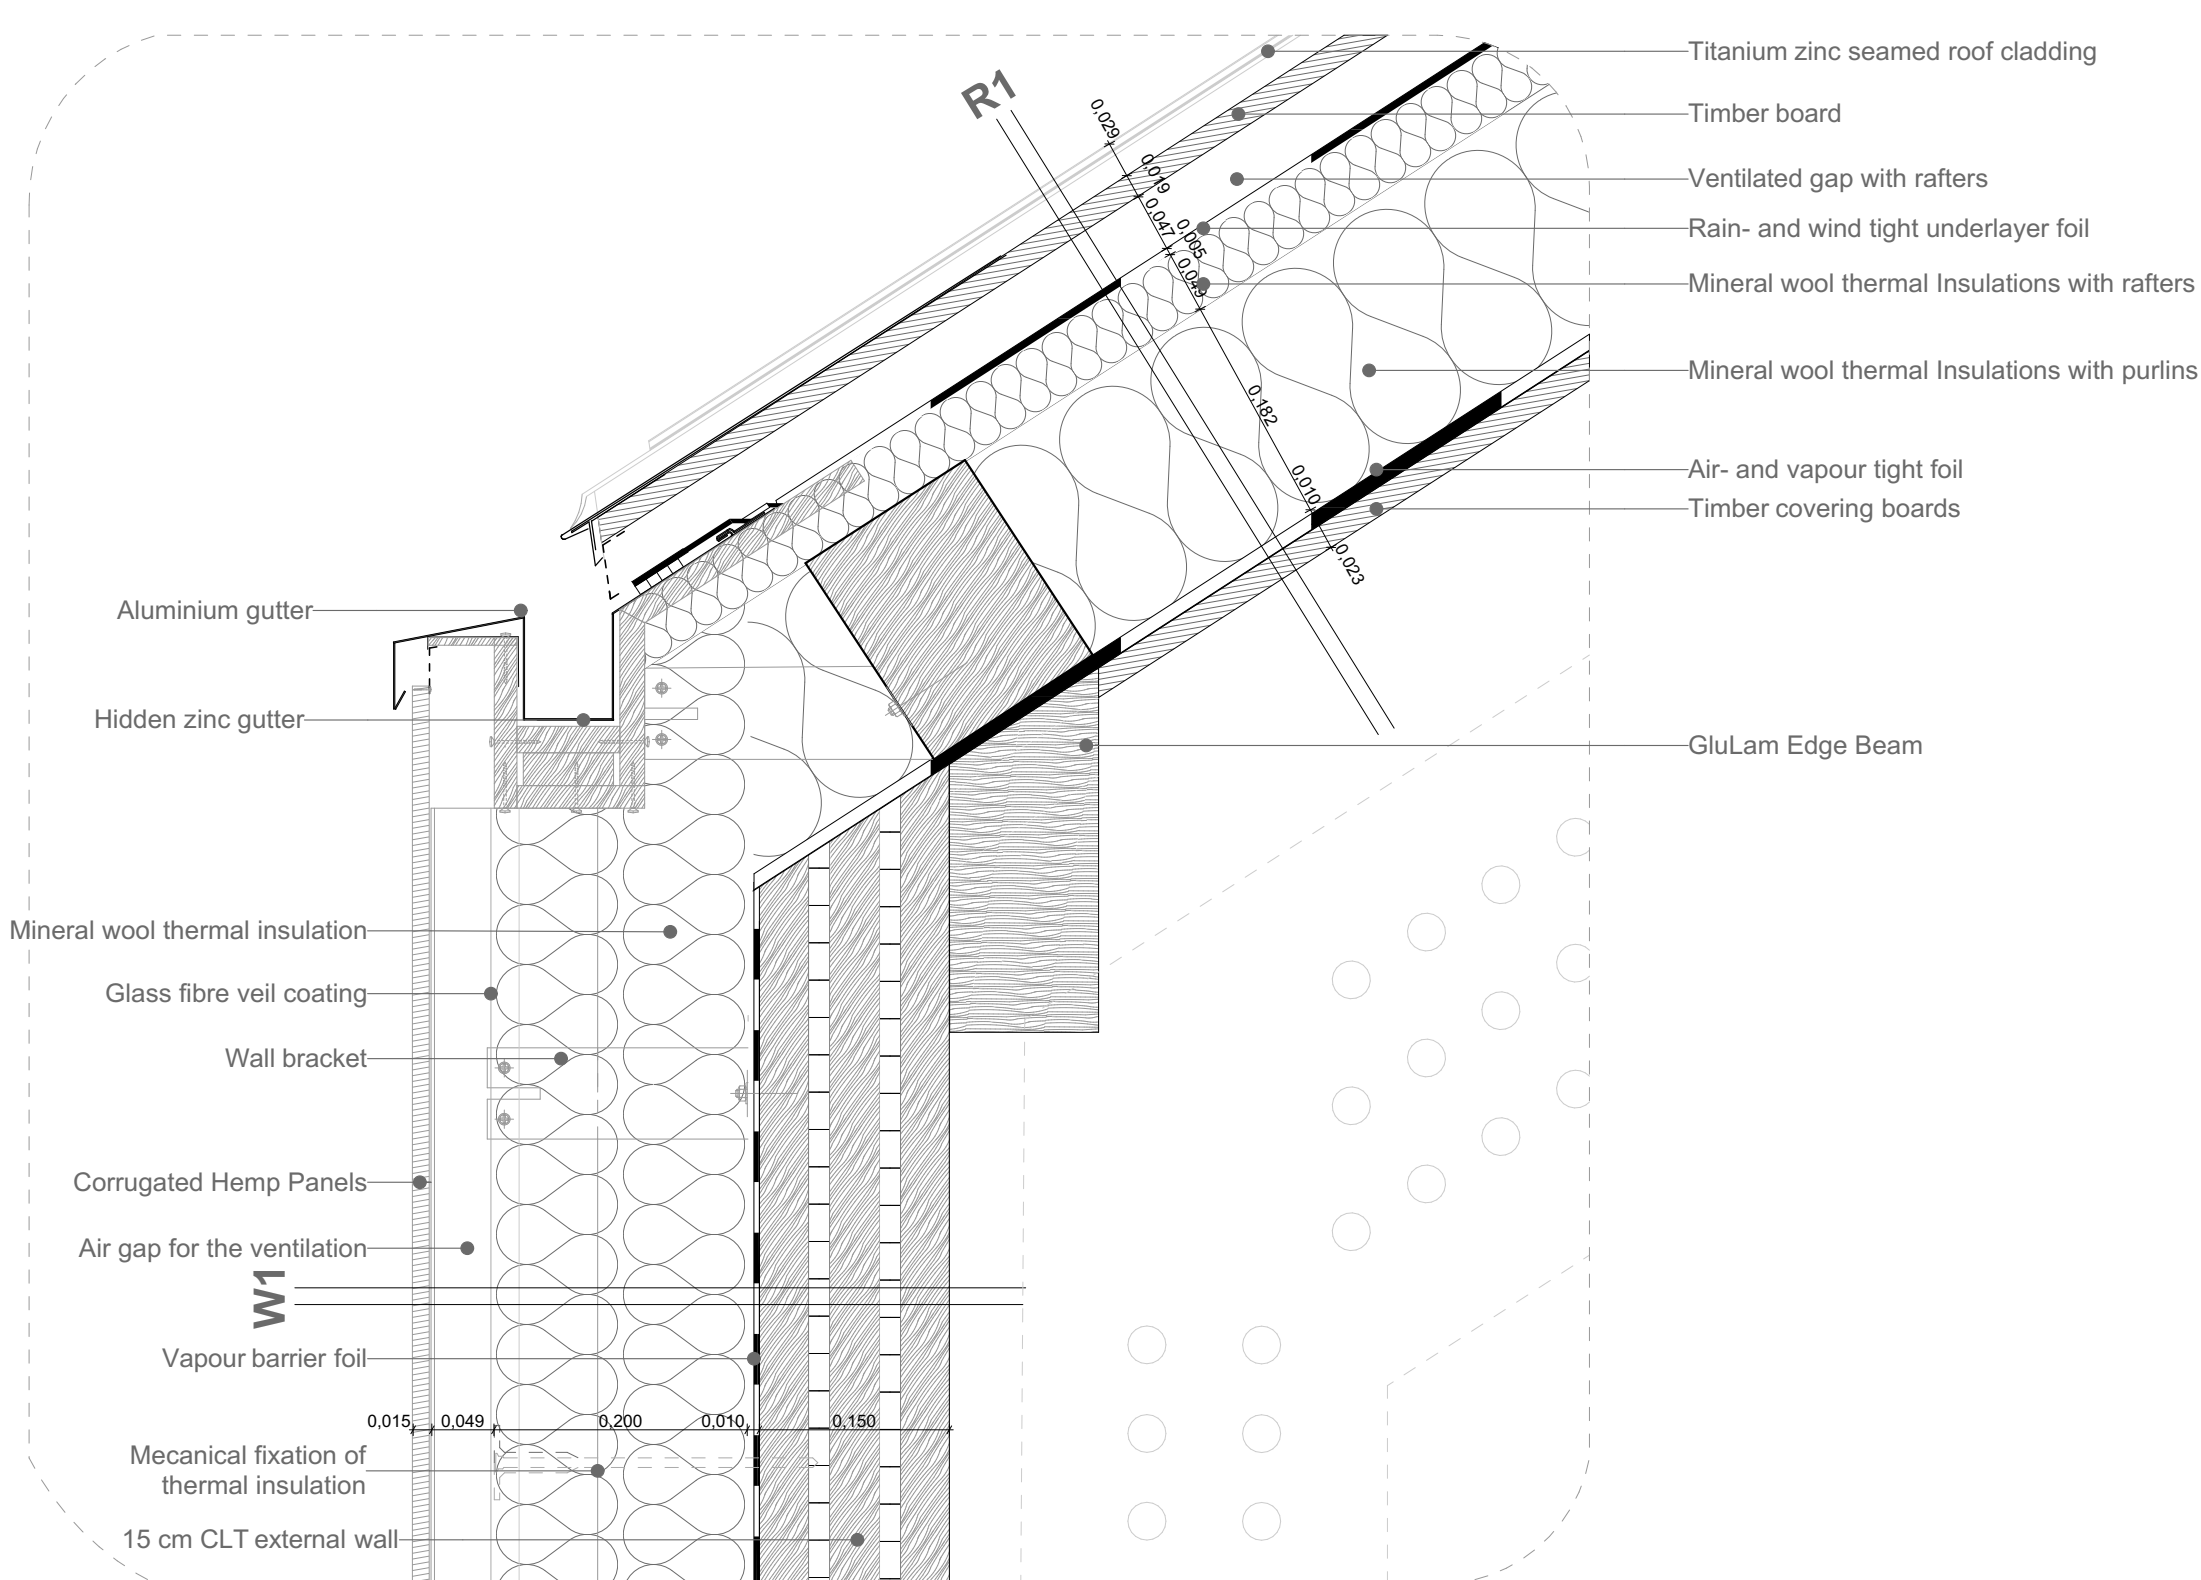 Titanium zinc seamed roof cladding
R1
0,029
Timber board
0,019
Ventilated gap with rafters
0,047
0,005
Rain- and wind tight underlayer foil
0,049
Mineral wool thermal Insulations with rafters
Mineral wool thermal Insulations with purlins
0,182
Air- and vapour tight foil
0,010
Timber covering boards
0,023
Aluminium gutter
Hidden zinc gutter
GluLam Edge Beam
Mineral wool thermal insulation
Glass fibre veil coating
Wall bracket
Corrugated Hemp Panels
Air gap for the ventilation
W1
Vapour barrier foil
0,015 0,049 0,200 0,010 0,150
Mecanical fixation of
thermal insulation
15 cm CLT external wall